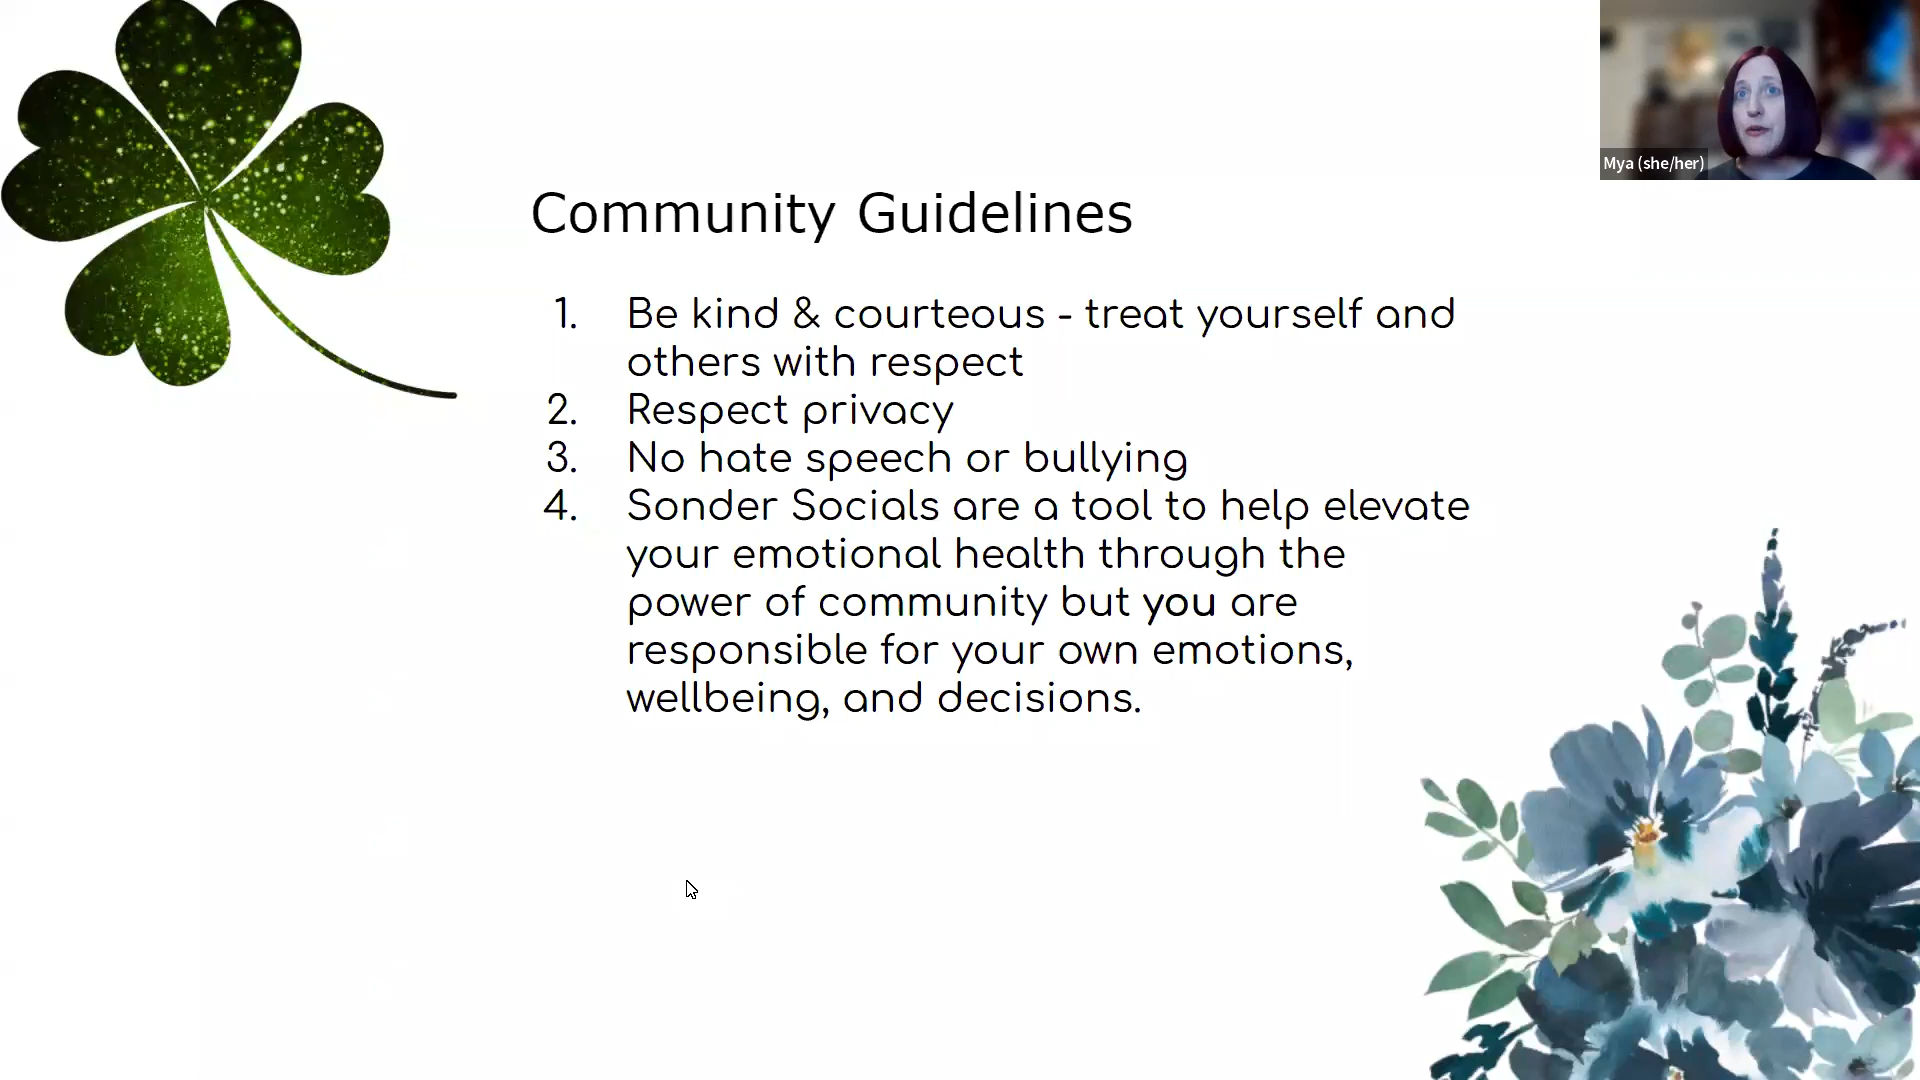 Mya (she/her)
Community Guidelines
1. Be kind & courteous - treat yourself and
others with respect
2. Respect privacy
3. No hate speech or bullying
4. Sonder Socials are a tool to help elevate
your emotional health through the
power of community but you are
responsible for your own emotions,
wellbeing, and decisions.